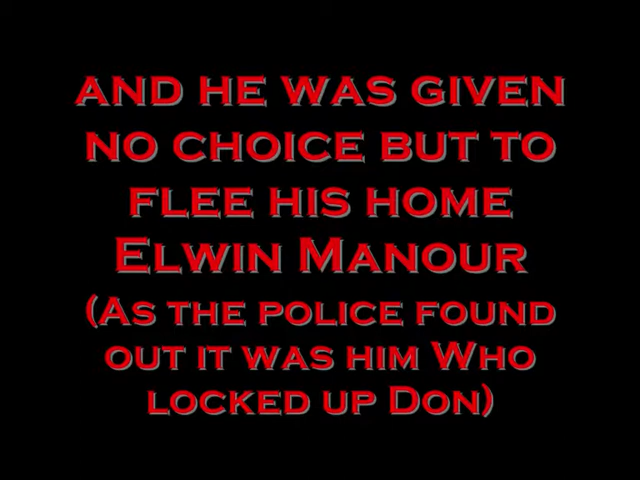 AND HE WAS GIVEN
NO CHOICE BUT TO
FLEE HIS HOME
ELWIN MANOUR
(AS THE POLICE FOUND
OUT IT WAS HIM WHO
LOCKED UP DON)